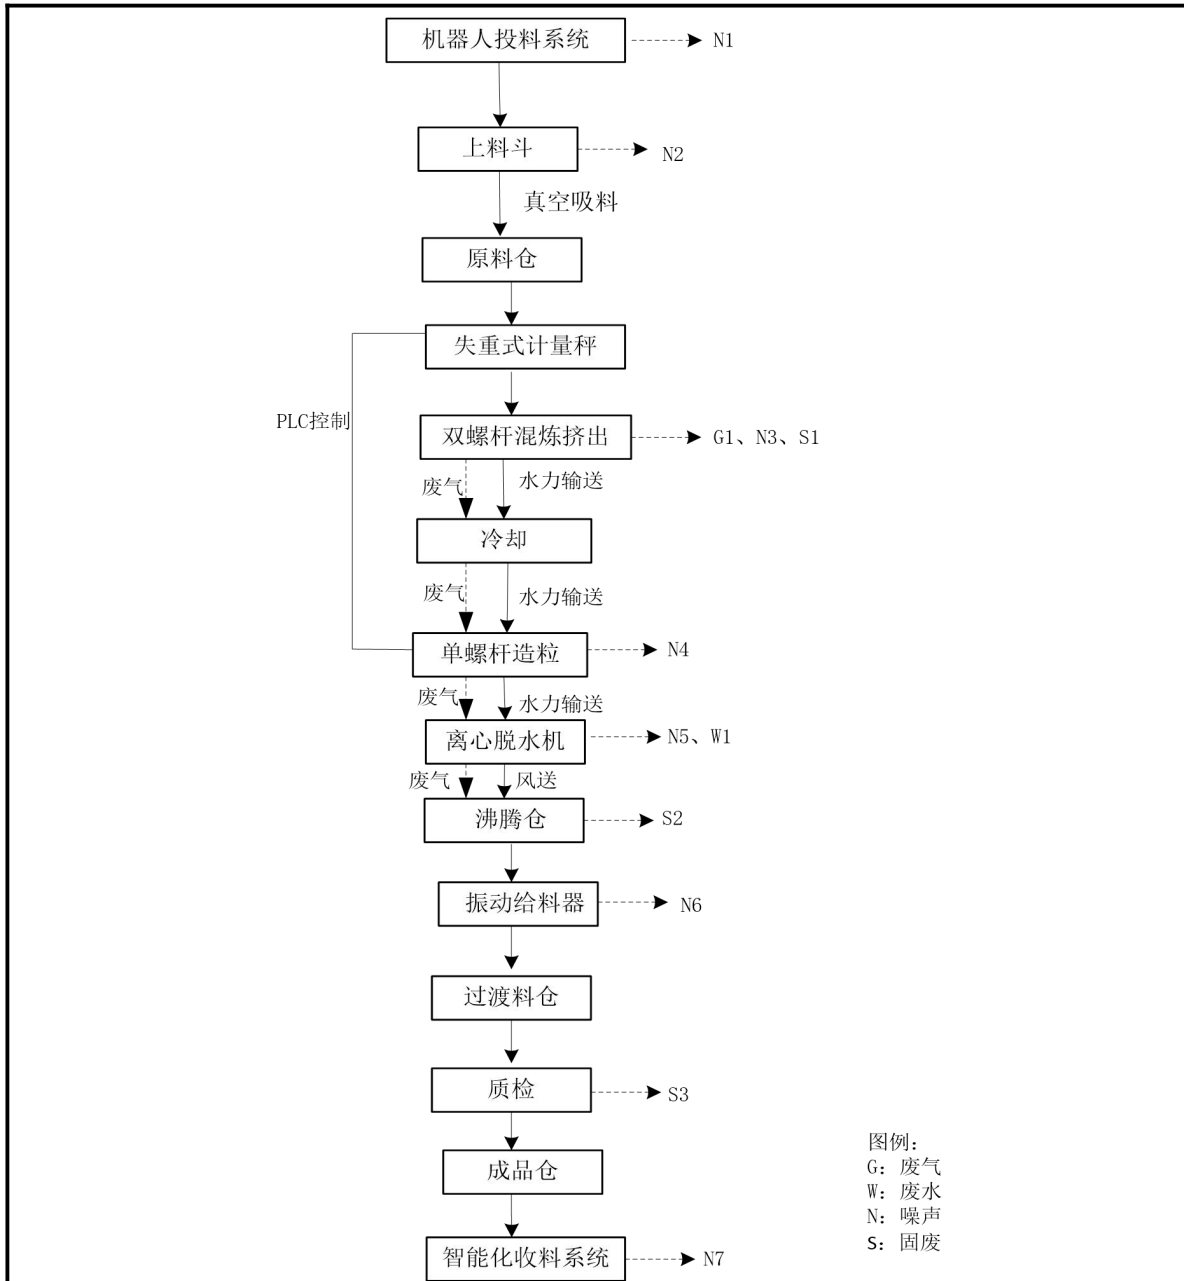 机器人投料系统
N1
上料斗
N2
真空吸料
原料仓
失重式计量秤
PLC控制
双螺杆混炼挤出
G1、N3、S1
废气
水力输送
冷却
废气
水力输送
单螺杆造粒
N4
废气
水力输送
离心脱水机
N5、W1
废气
风送
沸腾仓
S2
振动给料器
N6
过渡料仓
质检
S3
成品仓
智能化收料系统
N7
图例：
G：废气
W：废水
N：噪声
S：固废